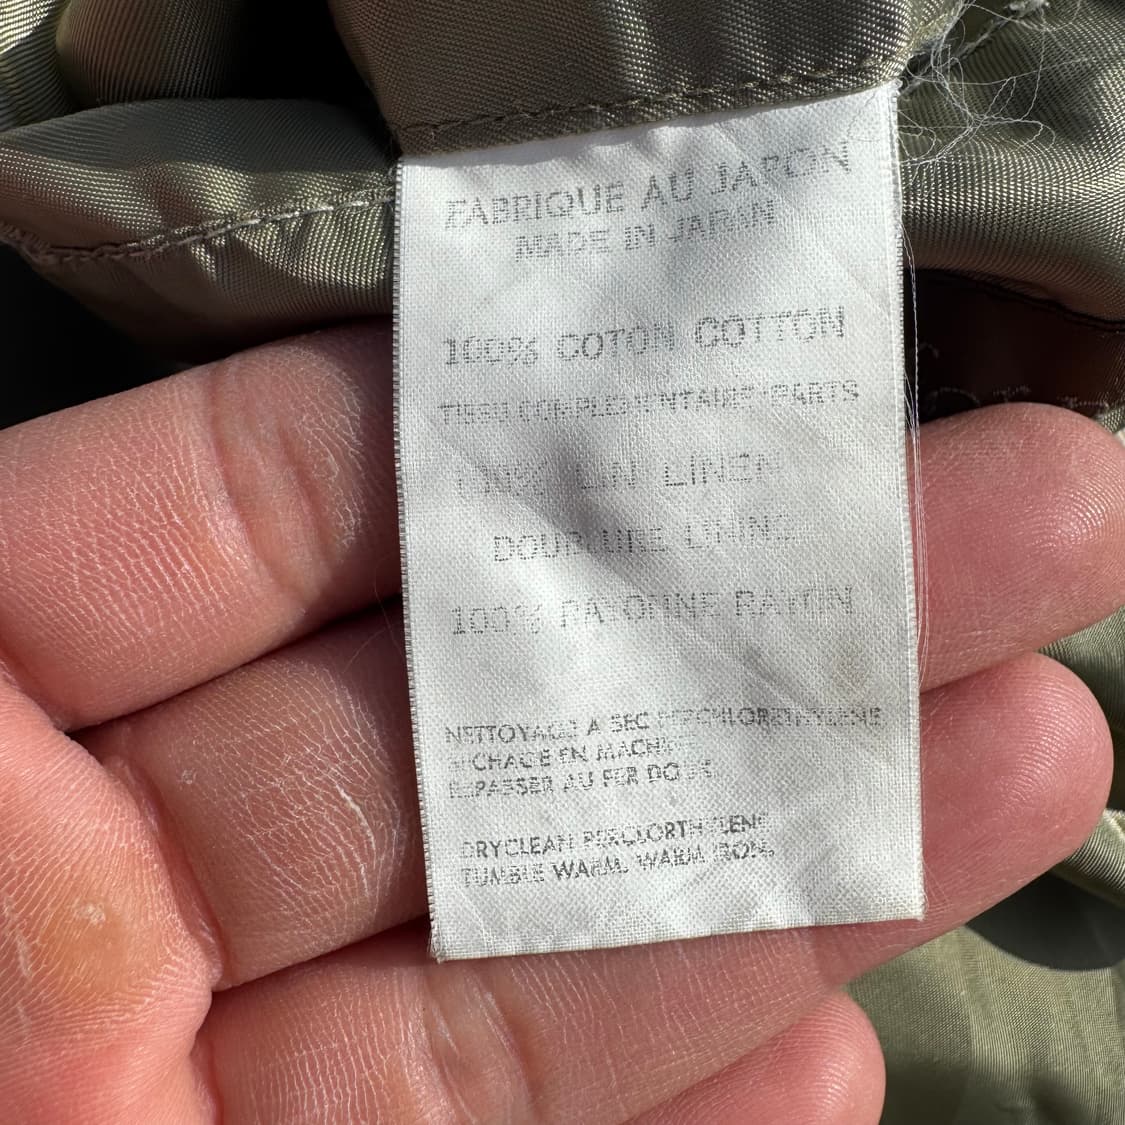 FABRIQUE AU JAPON
MADE IN JAPAN
100% COTON COTTON
TISSU COMPLEMENTAIRE PARTS
100% LIN LINEN
DOUBLURE LINING
100% RAYONNE RAYON
NETTOYAGE A SEC PERCHLORETHYLENE
SECHAGE EN MACHINE
REPASSER AU FER DOUX
DRYCLEAN PERCLORTHYLENE
TUMBLE WARM. WARM IRON.